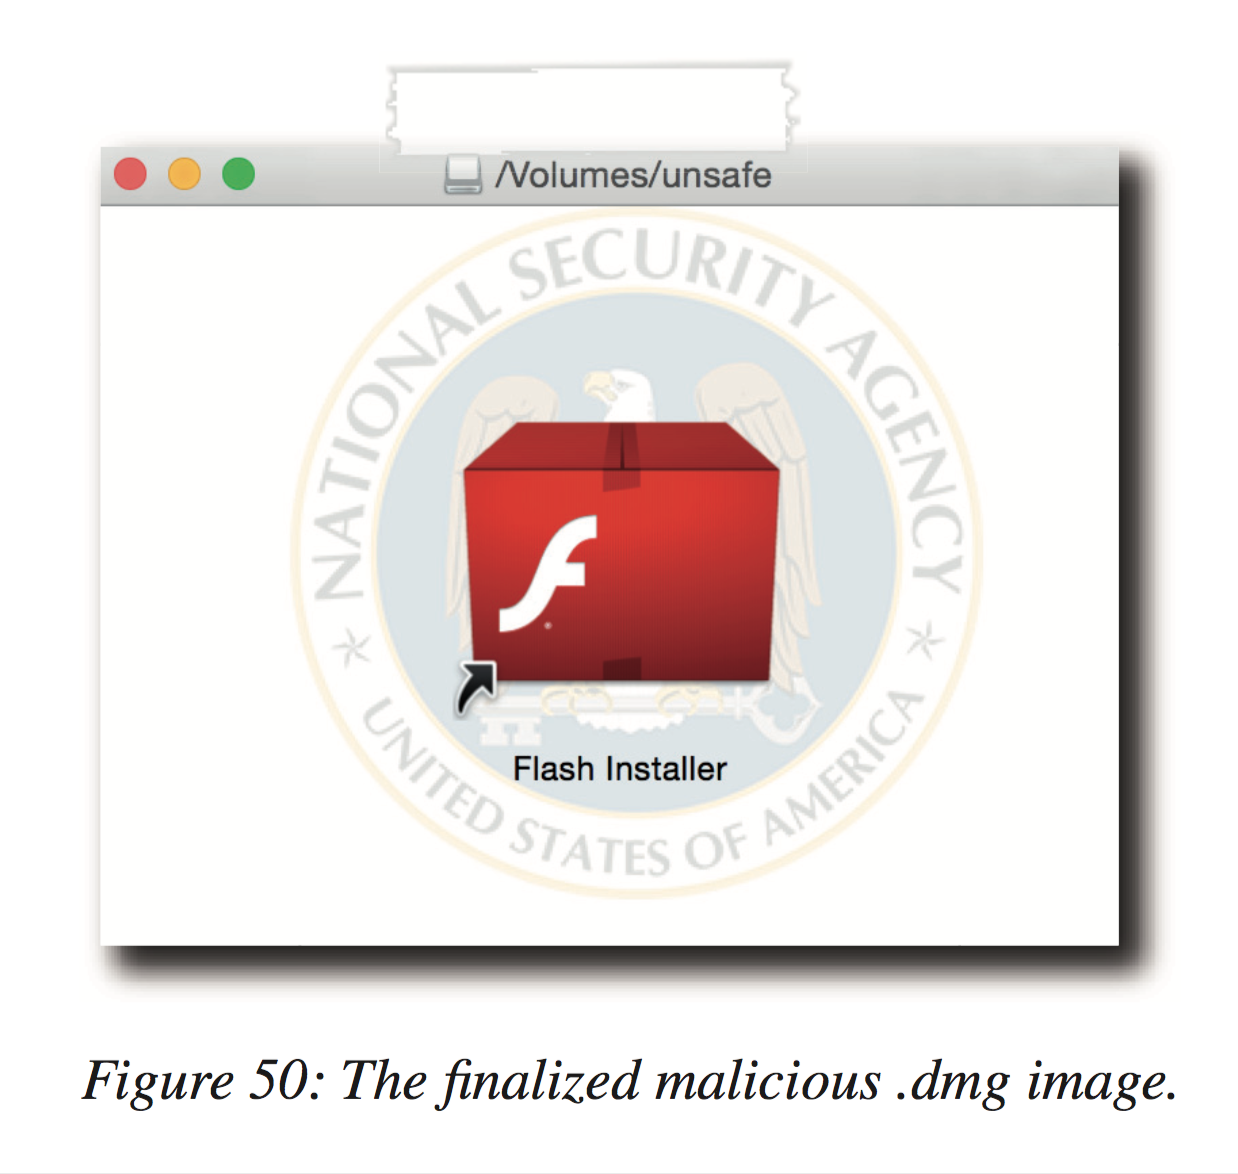 /Volumes/unsafe
NATIONAL SECURITY AGENCY
UNITED STATES OF AMERICA
Flash Installer
Figure 50: The finalized malicious .dmg image.